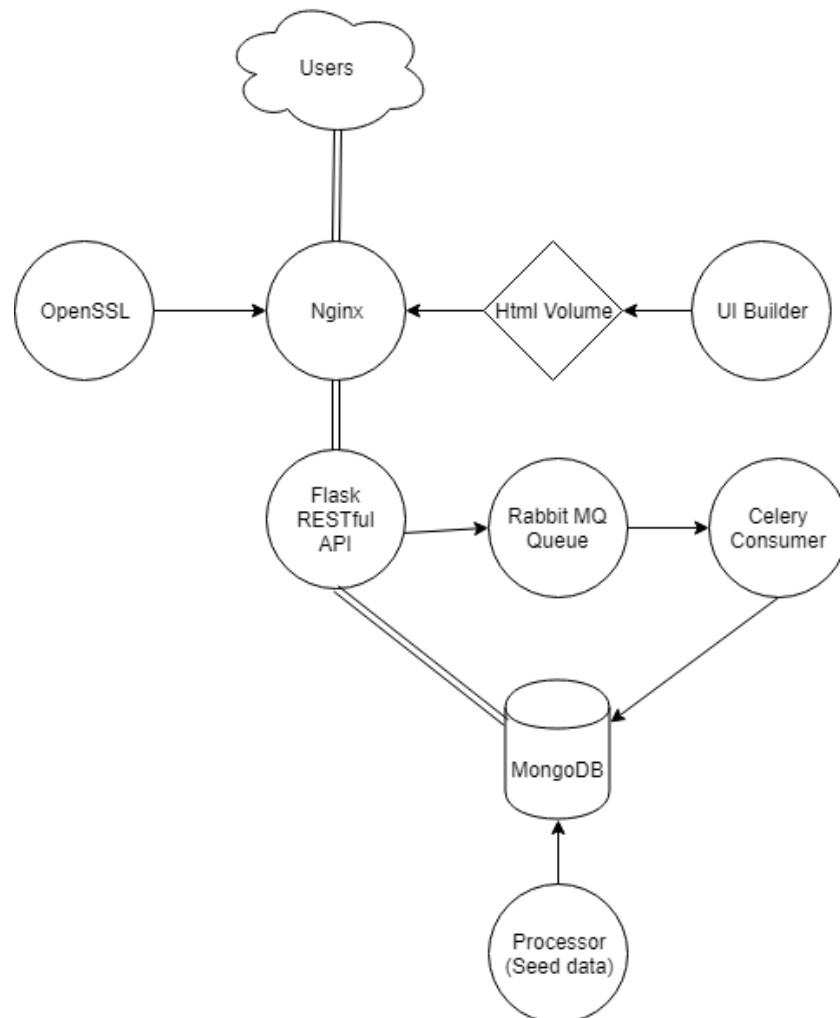 Users
OpenSSL
Nginx
Html Volume
UI Builder
Flask
RESTful
API
Rabbit MQ
Queue
Celery
Consumer
MongoDB
Processor
(Seed data)